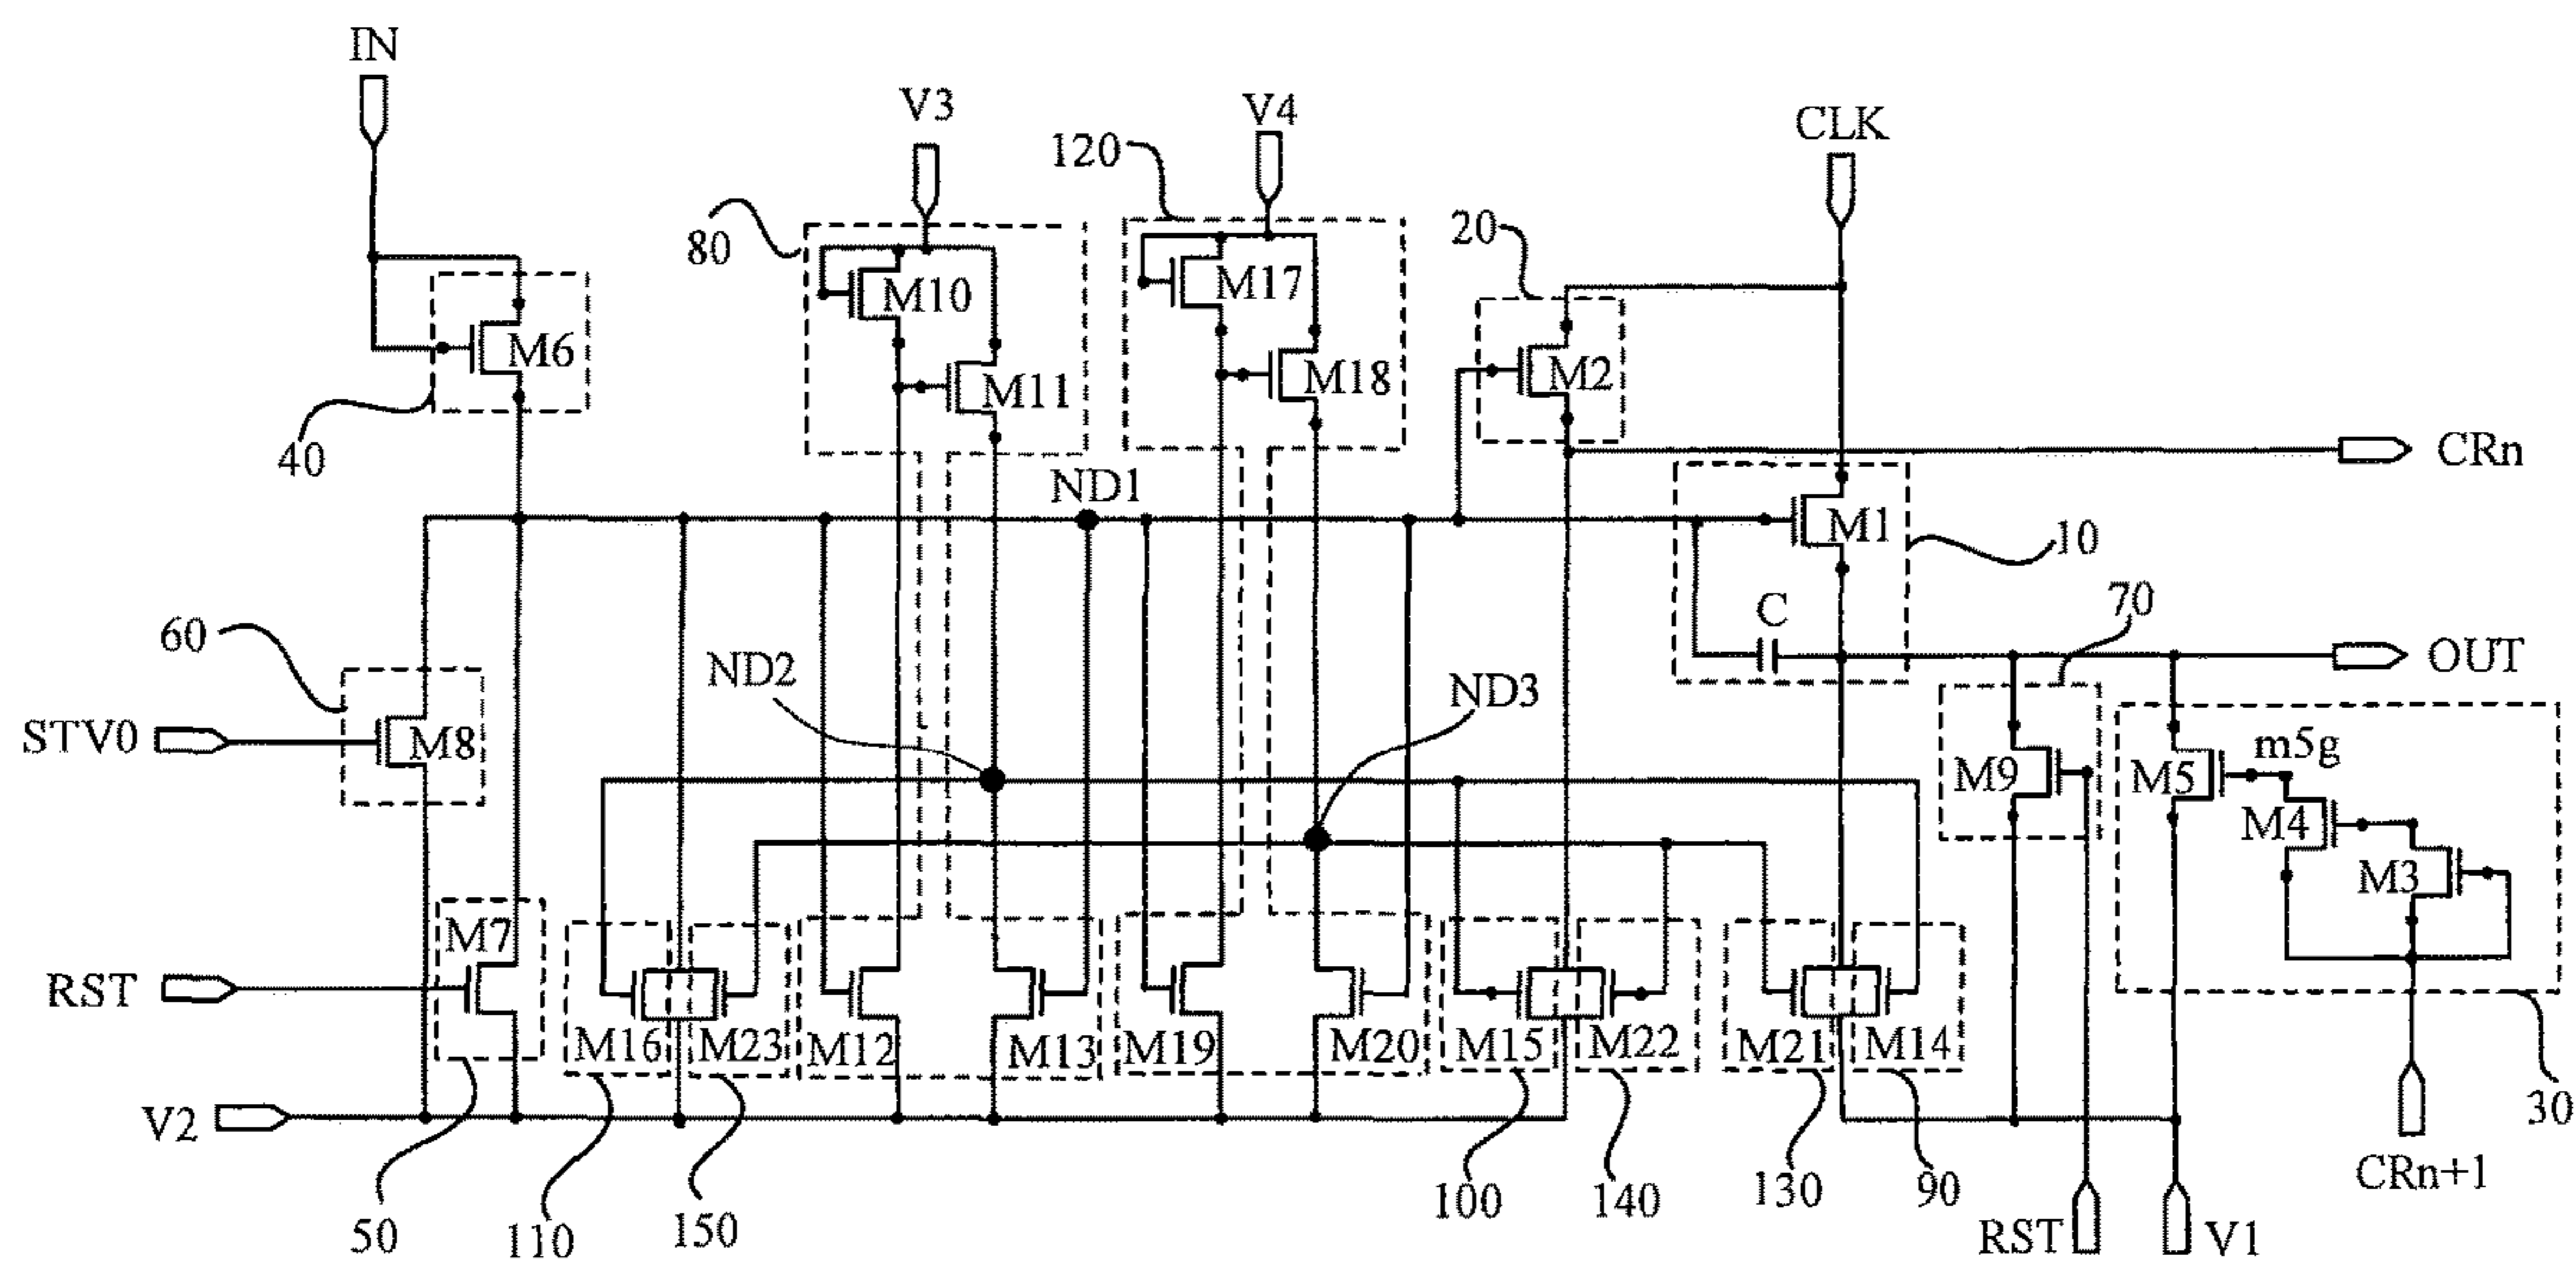 IN
V3
V4
CLK
120
80
20
M10
M17
M6
M11
M18
M2
40
CRn
ND1
M1
10
C
70
60
ND2
ND3
OUT
STV0
M8
M9
M5
m5g
M4
M3
M7
RST
M16
M23
M12
M13
M19
M20
M15
M22
M21
M14
V2
30
50
110
150
100
140
130
90
CRn+1
RST
V1